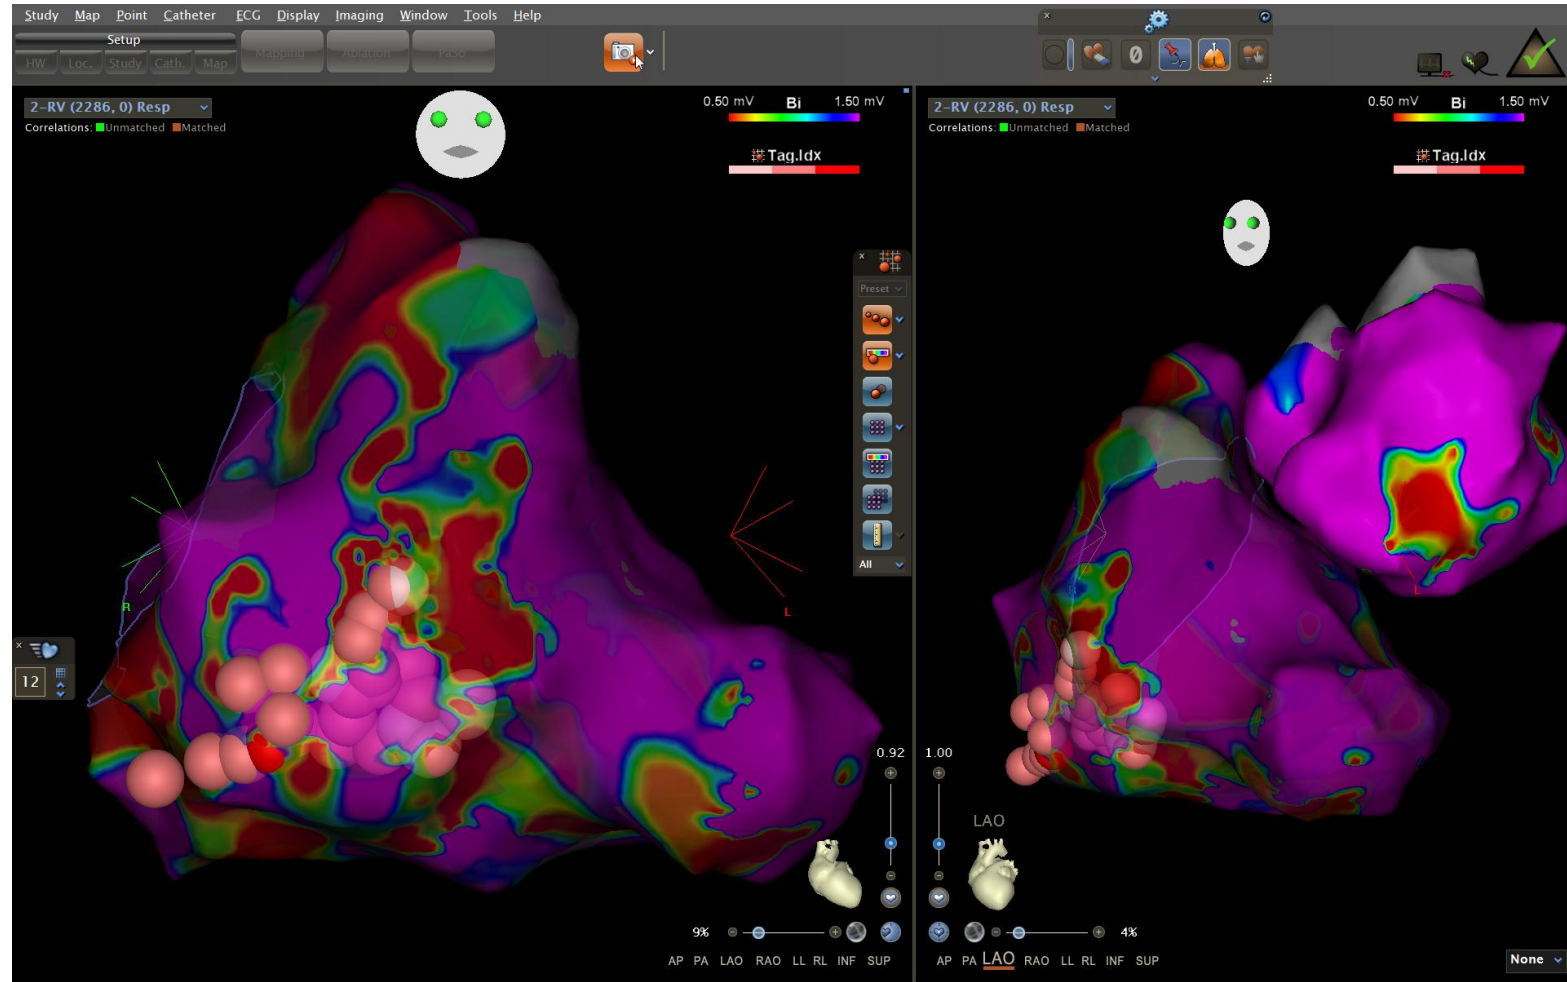 Study Map Point Catheter ECG Display Imaging Window Tools Help
Setup
HW Loc. Study Cath. Map
Mapping Ablation PaSo
2-RV (2286, 0) Resp
Correlations: Unmatched Matched
0.50 mV Bi 1.50 mV
Tag.Idx
Preset
All
R
L
12
0.92
9%
AP PA LAO RAO LL RL INF SUP
2-RV (2286, 0) Resp
Correlations: Unmatched Matched
0.50 mV Bi 1.50 mV
Tag.Idx
L
1.00
LAO
4%
AP PA LAO RAO LL RL INF SUP
None